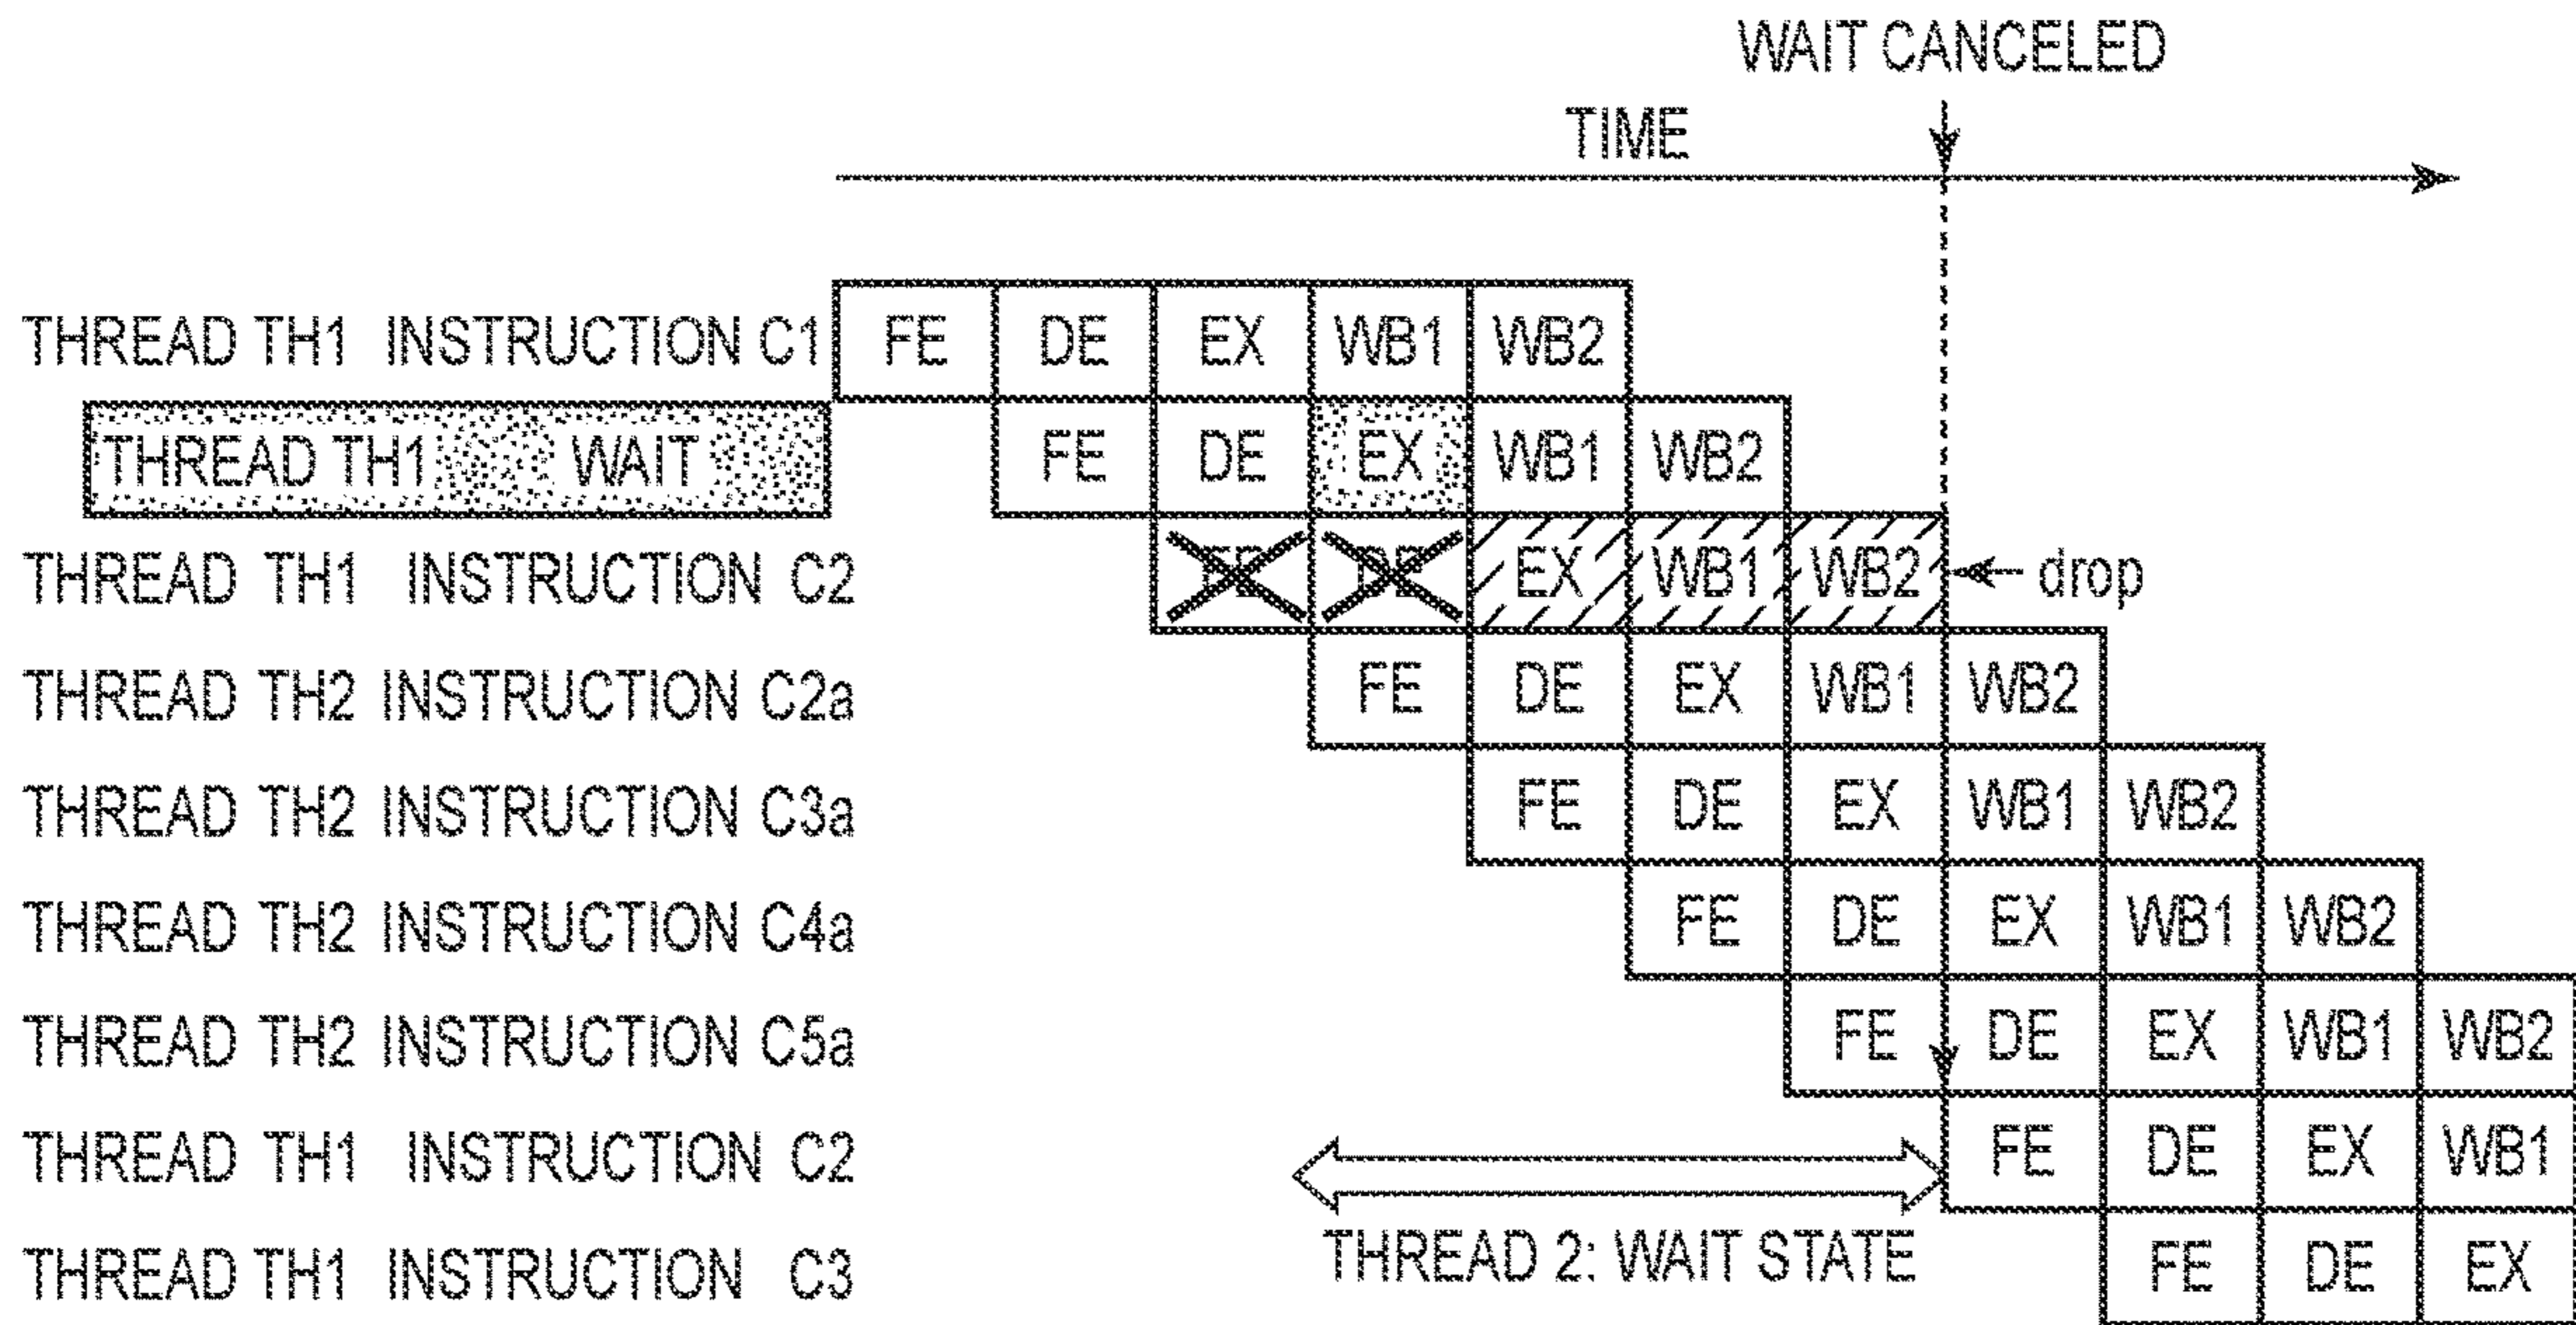 WAIT CANCELED
TIME
THREAD TH1 INSTRUCTION C1 FE DE EX WB1 WB2
THREAD TH1 WAIT FE DE EX WB1 WB2
THREAD TH1 INSTRUCTION C2 FE DE EX WB1 WB2 drop
THREAD TH2 INSTRUCTION C2a FE DE EX WB1 WB2
THREAD TH2 INSTRUCTION C3a FE DE EX WB1 WB2
THREAD TH2 INSTRUCTION C4a FE DE EX WB1 WB2
THREAD TH2 INSTRUCTION C5a FE DE EX WB1 WB2
THREAD TH1 INSTRUCTION C2 FE DE EX WB1
THREAD 2: WAIT STATE
THREAD TH1 INSTRUCTION C3 FE DE EX